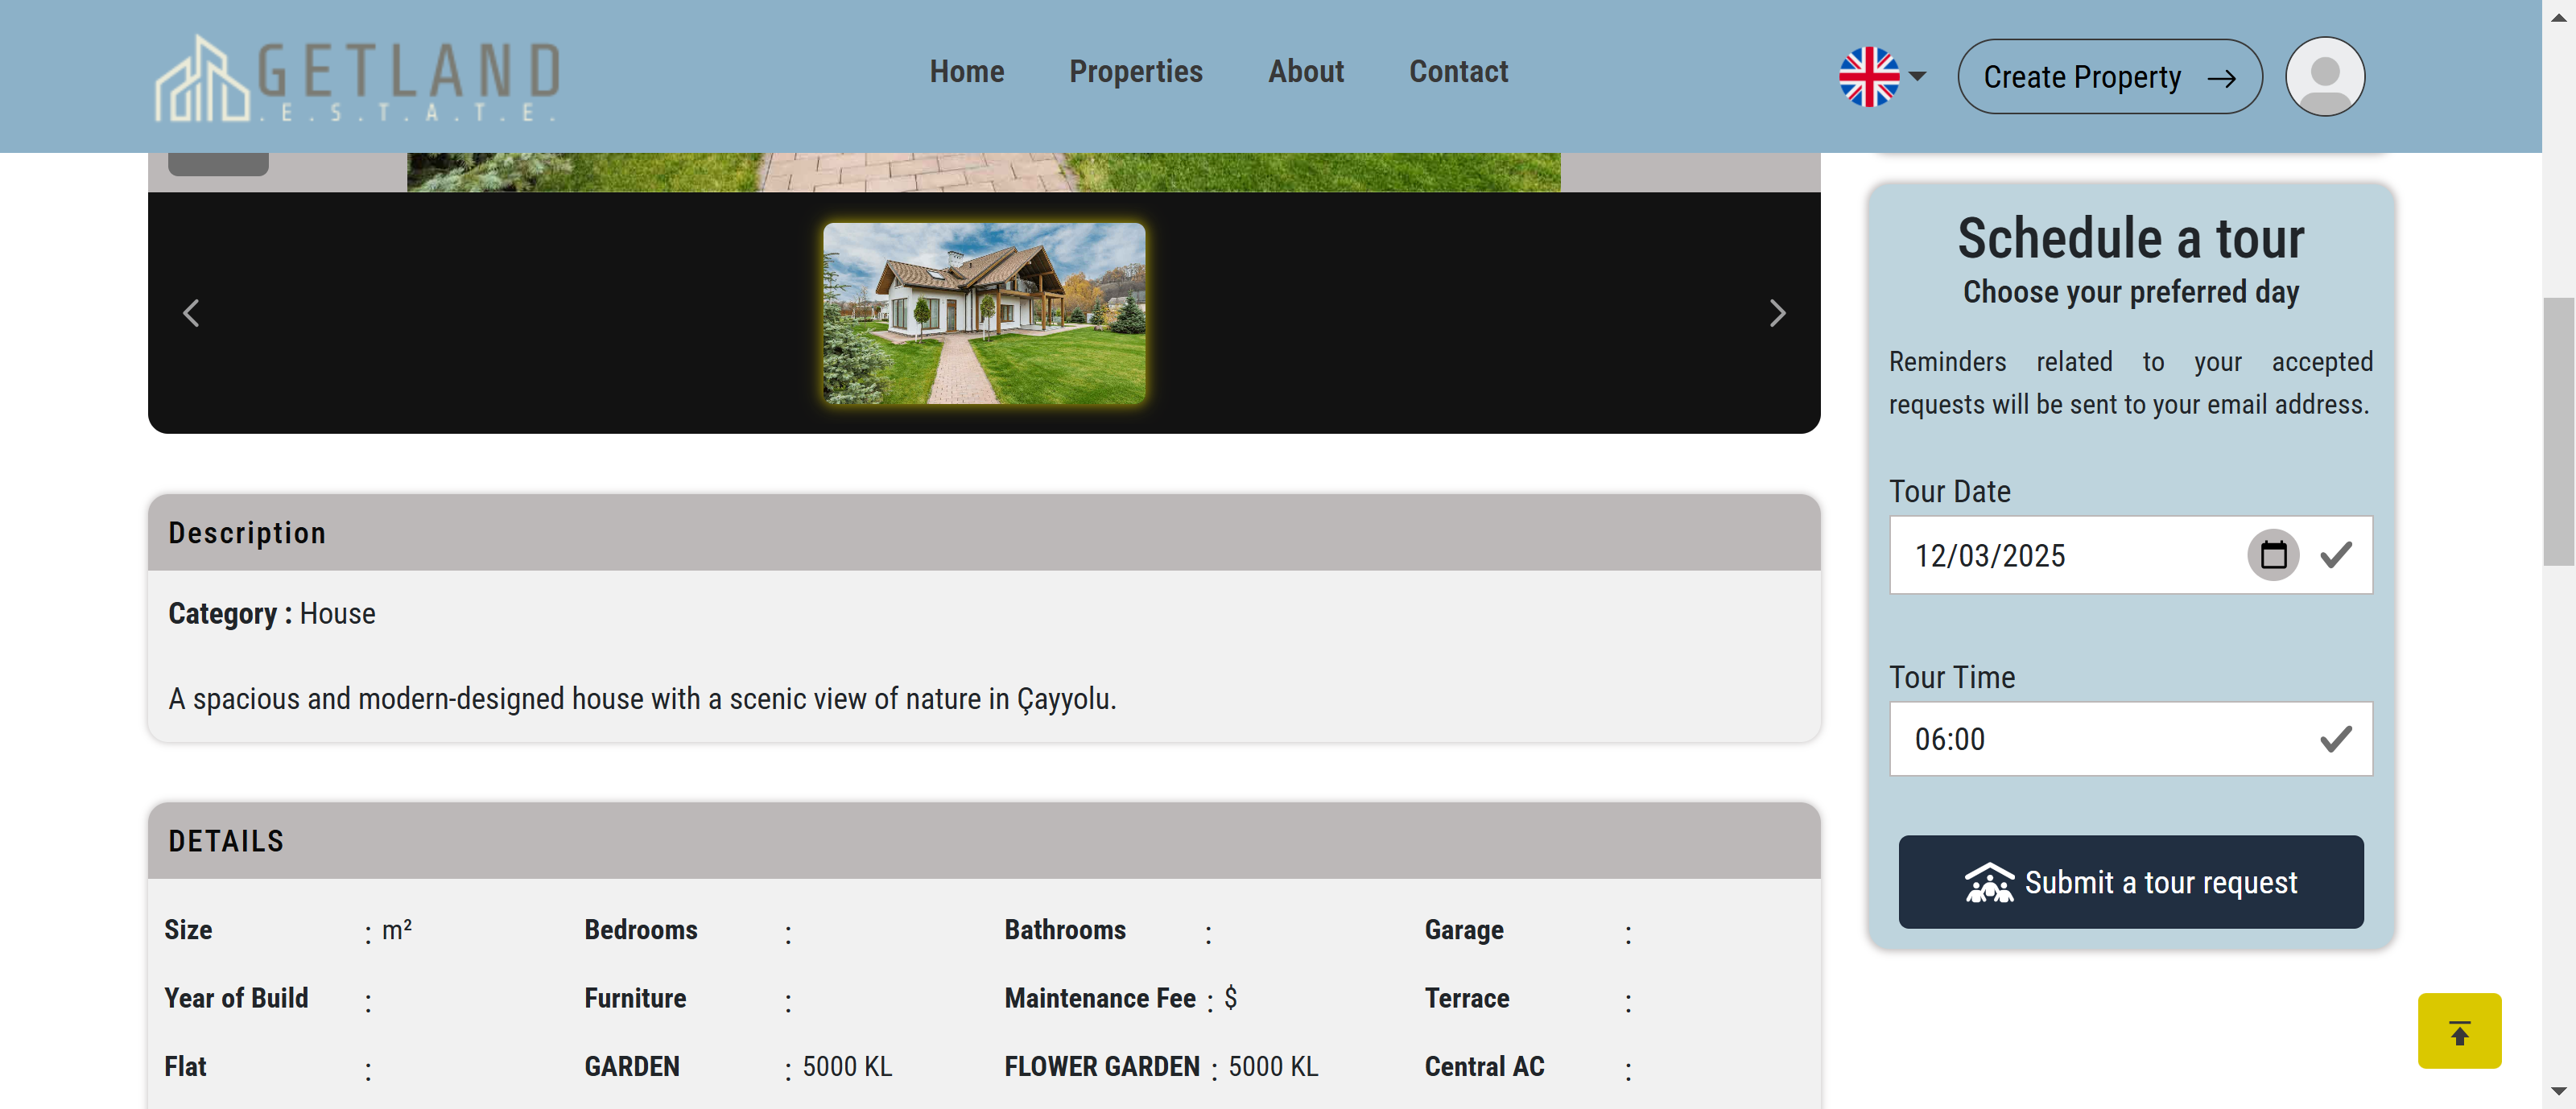 GETLAND
.E.S.T.A.T.E.
Home Properties About Contact
Create Property →
Schedule a tour
Choose your preferred day
Reminders related to your accepted
requests will be sent to your email address.
Tour Date
12/03/2025
Tour Time
06:00
Submit a tour request
Description
Category : House
A spacious and modern-designed house with a scenic view of nature in Çayyolu.
DETAILS
Size : m² Bedrooms : Bathrooms : Garage :
Year of Build : Furniture : Maintenance Fee : $ Terrace :
Flat : GARDEN : 5000 KL FLOWER GARDEN : 5000 KL Central AC :